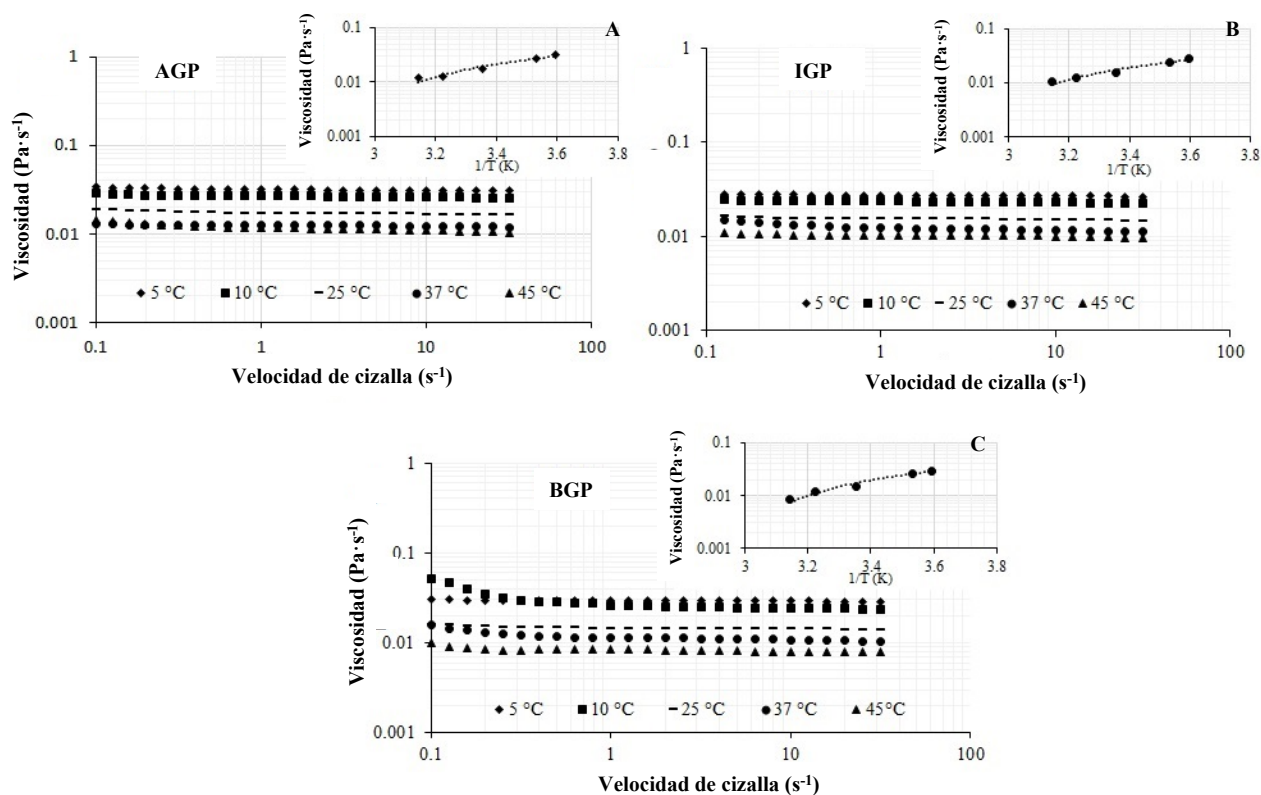 A
AGP
Viscosidad (Pa·s-1)
0.1
0.01
0.001
3
3.2
3.4
3.6
3.8
1/T (K)
Viscosidad (Pa·s-1)
1
0.1
0.01
0.001
5 °C
10 °C
25 °C
37 °C
45 °C
0.1
1
10
100
Velocidad de cizalla (s-1)
B
IGP
Viscosidad (Pa·s-1)
0.1
0.01
0.001
3
3.2
3.4
3.6
3.8
1/T (K)
1
0.1
0.01
0.001
5 °C
10 °C
25 °C
37 °C
45 °C
0.1
1
10
100
Velocidad de cizalla (s-1)
C
BGP
Viscosidad (Pa·s-1)
0.1
0.01
0.001
3
3.2
3.4
3.6
3.8
1/T (K)
Viscosidad (Pa·s-1)
1
0.1
0.01
0.001
5 °C
10 °C
25 °C
37 °C
45°C
0.1
1
10
100
Velocidad de cizalla (s-1)